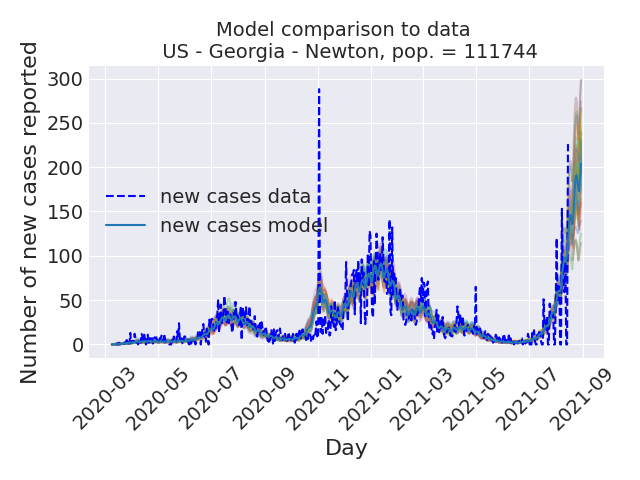 Model comparison to data
US - Georgia - Newton, pop. = 111744
Number of new cases reported
300
250
200
150
100
50
0
new cases data
new cases model
2020-03
2020-05
2020-07
2020-09
2020-11
2021-01
2021-03
2021-05
2021-07
2021-09
Day